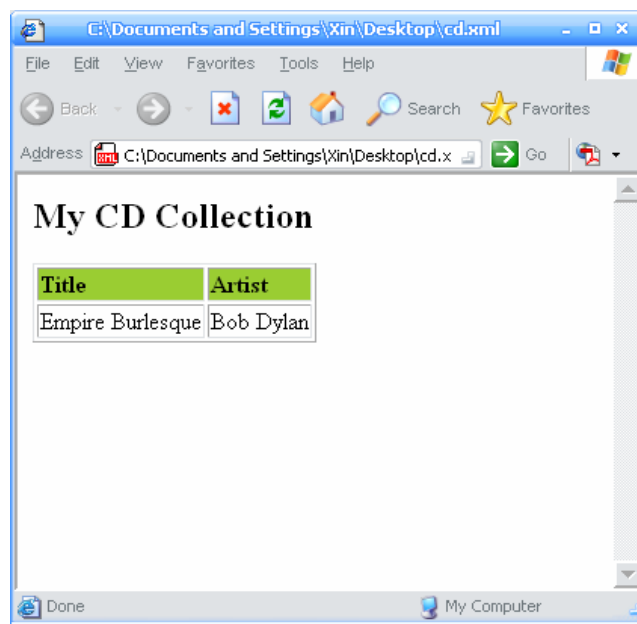 C:\Documents and Settings\Xin\Desktop\cd.xml
File Edit View Favorites Tools Help
Back Search Favorites
Address XML C:\Documents and Settings\Xin\Desktop\cd.x Go
My CD Collection
Title Artist
Empire Burlesque Bob Dylan
Done My Computer